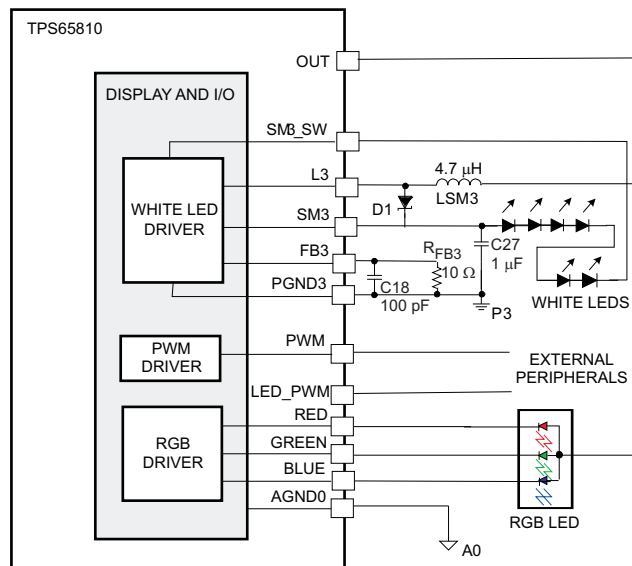 TPS65810
OUT
DISPLAY AND I/O
SM3_SW
4.7 μH
L3
LSM3
D1
WHITE LED
DRIVER
SM3
C27
1 μF
FB3
RFB3
10 Ω
C18
100 pF
PGND3
P3
WHITE LEDS
PWM
DRIVER
PWM
EXTERNAL
PERIPHERALS
LED_PWM
RED
RGB
DRIVER
GREEN
BLUE
AGND0
RGB LED
A0